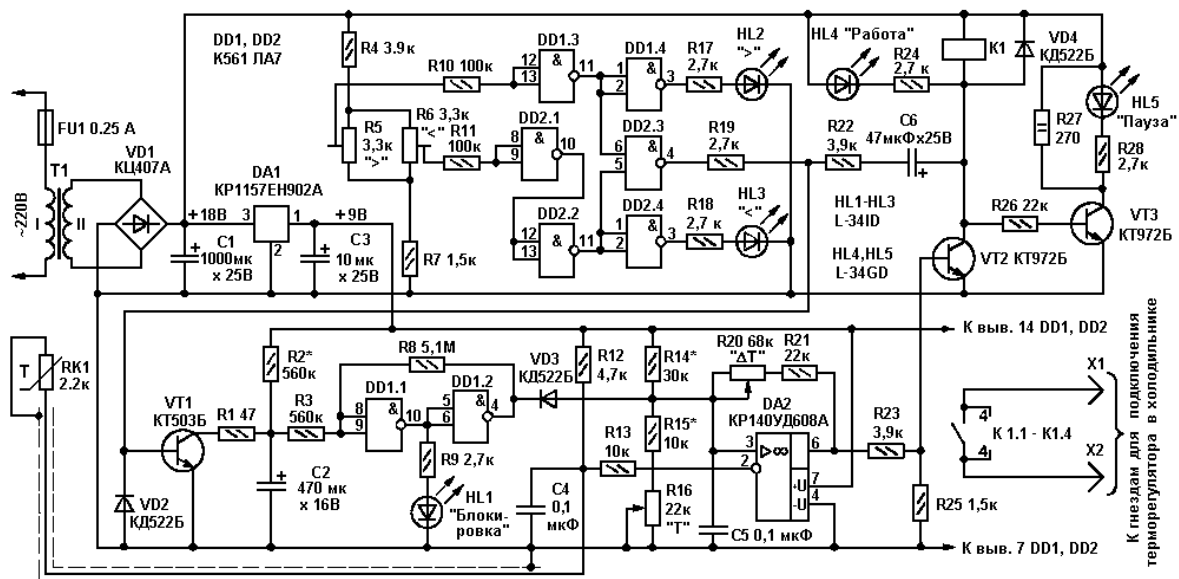 DD1, DD2
К561 ЛА7
R4 3.9к
DD1.3
DD1.4
R17
2,7к
HL2
">"
HL4 "Работа"
R24
2,7 к
К1
VD4
КД522Б
R10 100к
12
13
&
11
1
2
&
3
FU1 0.25 А
R5
3,3к
">"
R6 3,3к
"<"
R11
100к
DD2.1
8
9
&
10
DD2.3
6
5
&
4
R19
2,7к
R22
3,9к
C6
47мкФх25В
+
R27
270
HL5
"Пауза"
R28
2,7к
T1
VD1
КЦ407А
~220В
I
II
DA1
КР1157ЕН902А
+18В
3
1
2
+9В
+
C1
1000мк
х 25В
+
C3
10 мк
х 25В
R7 1,5к
DD2.2
12
13
&
11
DD2.4
1
2
&
3
R18
2,7 к
HL3
"<"
HL1-HL3
L-34ID
HL4,HL5
L-34GD
R26 22к
VT2 КТ972Б
VT3
КТ972Б
К выв. 14 DD1, DD2
T
RK1
2.2к
R2*
560к
R8 5,1М
R3
560к
DD1.1
8
9
&
10
DD1.2
5
6
&
4
VD3
КД522Б
R12
4,7к
R14*
30к
R20 68к
"ΔT"
R21
22к
VT1
КТ503Б
R1 47
R15*
10к
DA2
КР140УД608А
3
2
▷∞
6
+U
7
-U
4
R23
3,9к
4
К 1.1 - К1.4
4
X1
X2
К гнездам для подключения
терморегулятора в холодильнике
VD2
КД522Б
+
C2
470 мк
х 16В
R9 2,7к
HL1
"Блоки-
ровка"
C4
0,1
мкФ
R13
10к
R16
22к
"T"
C5 0,1 мкФ
R25 1,5к
К выв. 7 DD1, DD2